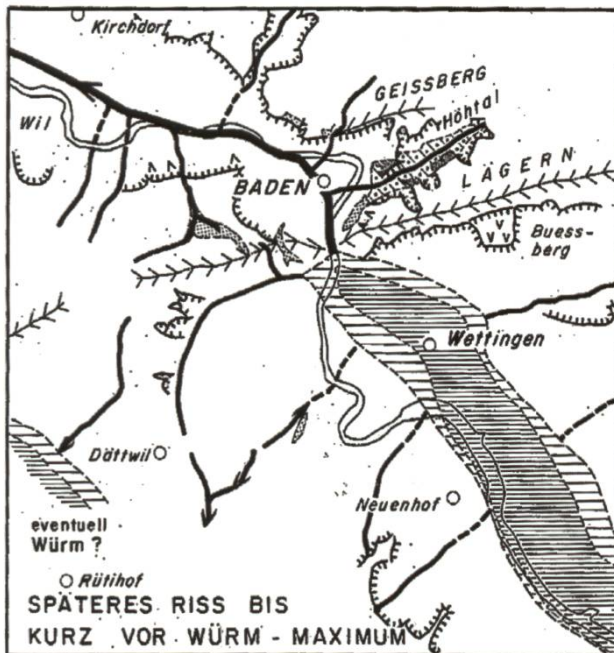 Kirchdorf
GEISSBERG
Höhtal
Wil
BADEN
LÄGERN
Buess-
berg
Wettingen
Dättwil
Neuenhof
eventuell
Würm ?
Rütihof
SPÄTERES RISS BIS
KURZ VOR WÜRM - MAXIMUM